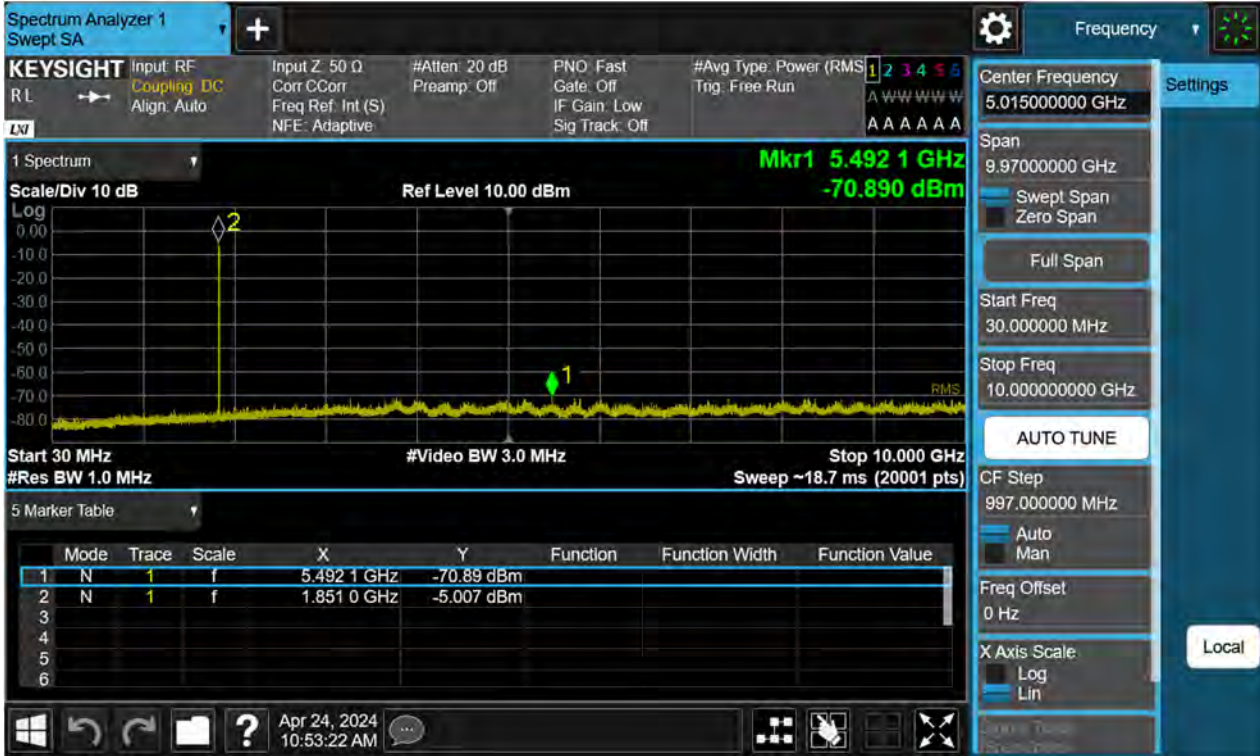 Spectrum Analyzer 1
Swept SA
+
Frequency
KEYSIGHT
RL
LXI
Input: RF
Coupling: DC
Align: Auto
Input Z: 50 Ω
Corr CCorr
Freq Ref: Int (S)
NFE: Adaptive
#Atten: 20 dB
Preamp: Off
PNO: Fast
Gate: Off
IF Gain: Low
Sig Track: Off
#Avg Type: Power (RMS
Trig: Free Run
1 2 3 4 5 6
A W W W W W
A A A A A A
1 Spectrum
Scale/Div 10 dB
Ref Level 10.00 dBm
Mkr1 5.492 1 GHz
-70.890 dBm
Log
0.00
-10.0
-20.0
-30.0
-40.0
-50.0
-60.0
-70.0
-80.0
2
1
RMS
Start 30 MHz
#Video BW 3.0 MHz
Stop 10.000 GHz
#Res BW 1.0 MHz
Sweep ~18.7 ms (20001 pts)
5 Marker Table
Mode Trace Scale X Y Function Function Width Function Value
1 N 1 f 5.492 1 GHz -70.89 dBm
2 N 1 f 1.851 0 GHz -5.007 dBm
3
4
5
6
Center Frequency
5.015000000 GHz
Settings
Span
9.97000000 GHz
Swept Span
Zero Span
Full Span
Start Freq
30.000000 MHz
Stop Freq
10.000000000 GHz
AUTO TUNE
CF Step
997.000000 MHz
Auto
Man
Freq Offset
0 Hz
X Axis Scale
Log
Lin
Local
?
Apr 24, 2024
10:53:22 AM